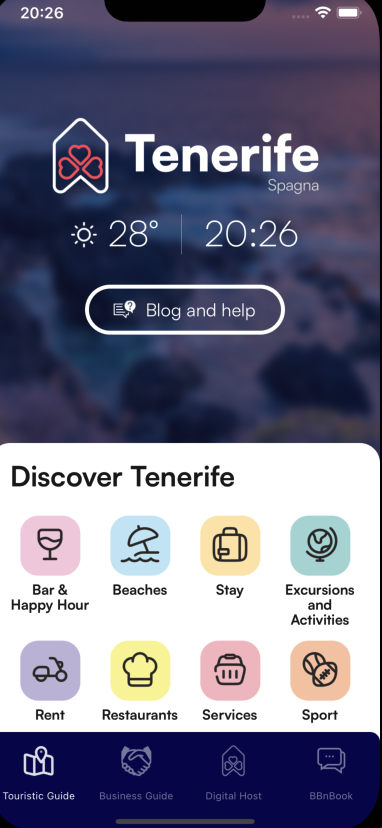 20:26
Tenerife
Spagna
28° 20:26
Blog and help
Discover Tenerife
Bar &
Happy Hour
Beaches
Stay
Excursions
and
Activities
Rent
Restaurants
Services
Sport
Touristic Guide
Business Guide
Digital Host
BBnBook